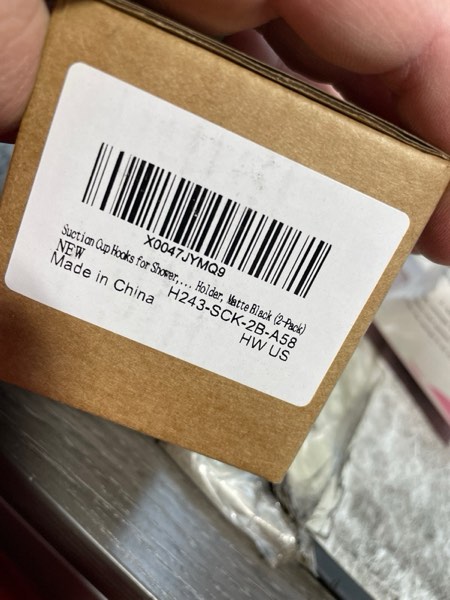 X0047JYMQ9
Suction Cup Hooks for Shower,... Holder, Matte Black (2-Pack)
NEW
Made in China H243-SCK-2B-A58
HW US